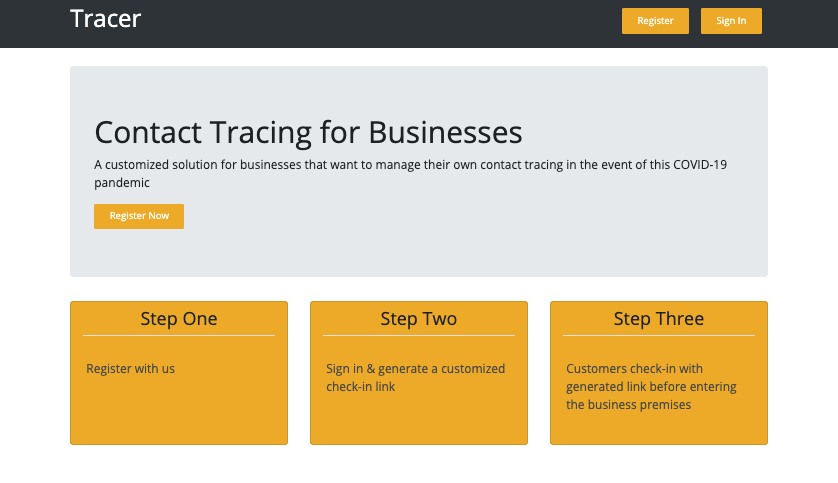 Tracer
Register
Sign In
Contact Tracing for Businesses
A customized solution for businesses that want to manage their own contact tracing in the event of this COVID-19
pandemic
Register Now
Step One
Register with us
Step Two
Sign in & generate a customized
check-in link
Step Three
Customers check-in with
generated link before entering
the business premises